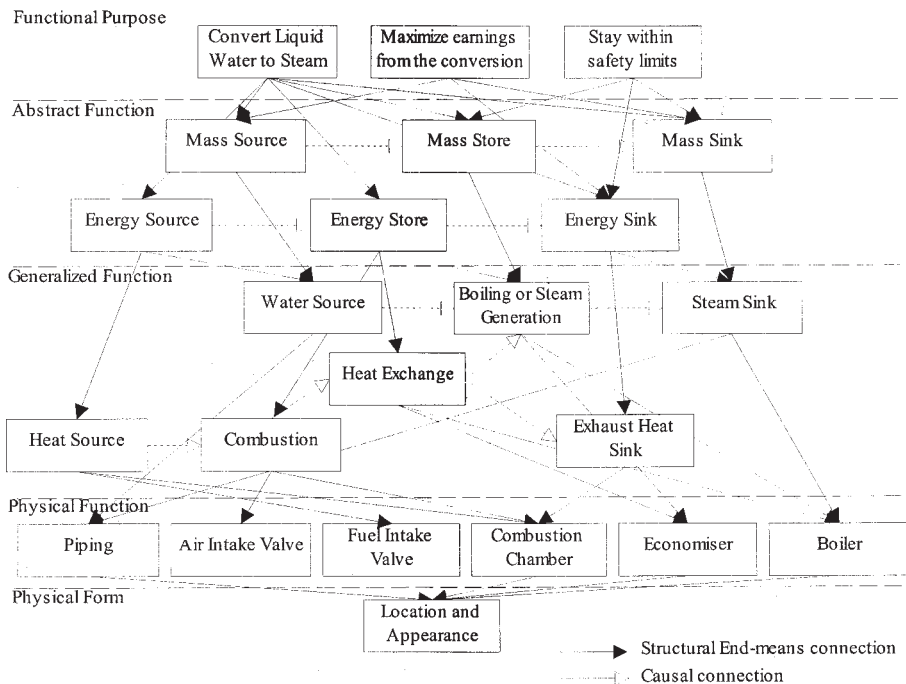 Functional Purpose
Convert Liquid
Water to Steam
Maximize earnings
from the conversion
Stay within
safety limits
Abstract Function
Mass Source
Mass Store
Mass Sink
Energy Source
Energy Store
Energy Sink
Generalized Function
Water Source
Boiling or Steam
Generation
Steam Sink
Heat Exchange
Heat Source
Combustion
Exhaust Heat
Sink
Physical Function
Piping
Air Intake Valve
Fuel Intake
Valve
Combustion
Chamber
Economiser
Boiler
Physical Form
Location and
Appearance
Structural End-means connection
Causal connection